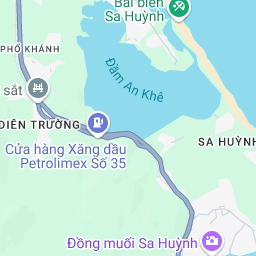 Bãi biển
Sa Huỳnh
PHỔ KHÁNH
Đầm An Khê
sắt
DIÊN TRƯỜNG
SA HUỲNH
Cửa hàng Xăng dầu
Petrolimex Số 35
Đồng muối Sa Huỳnh